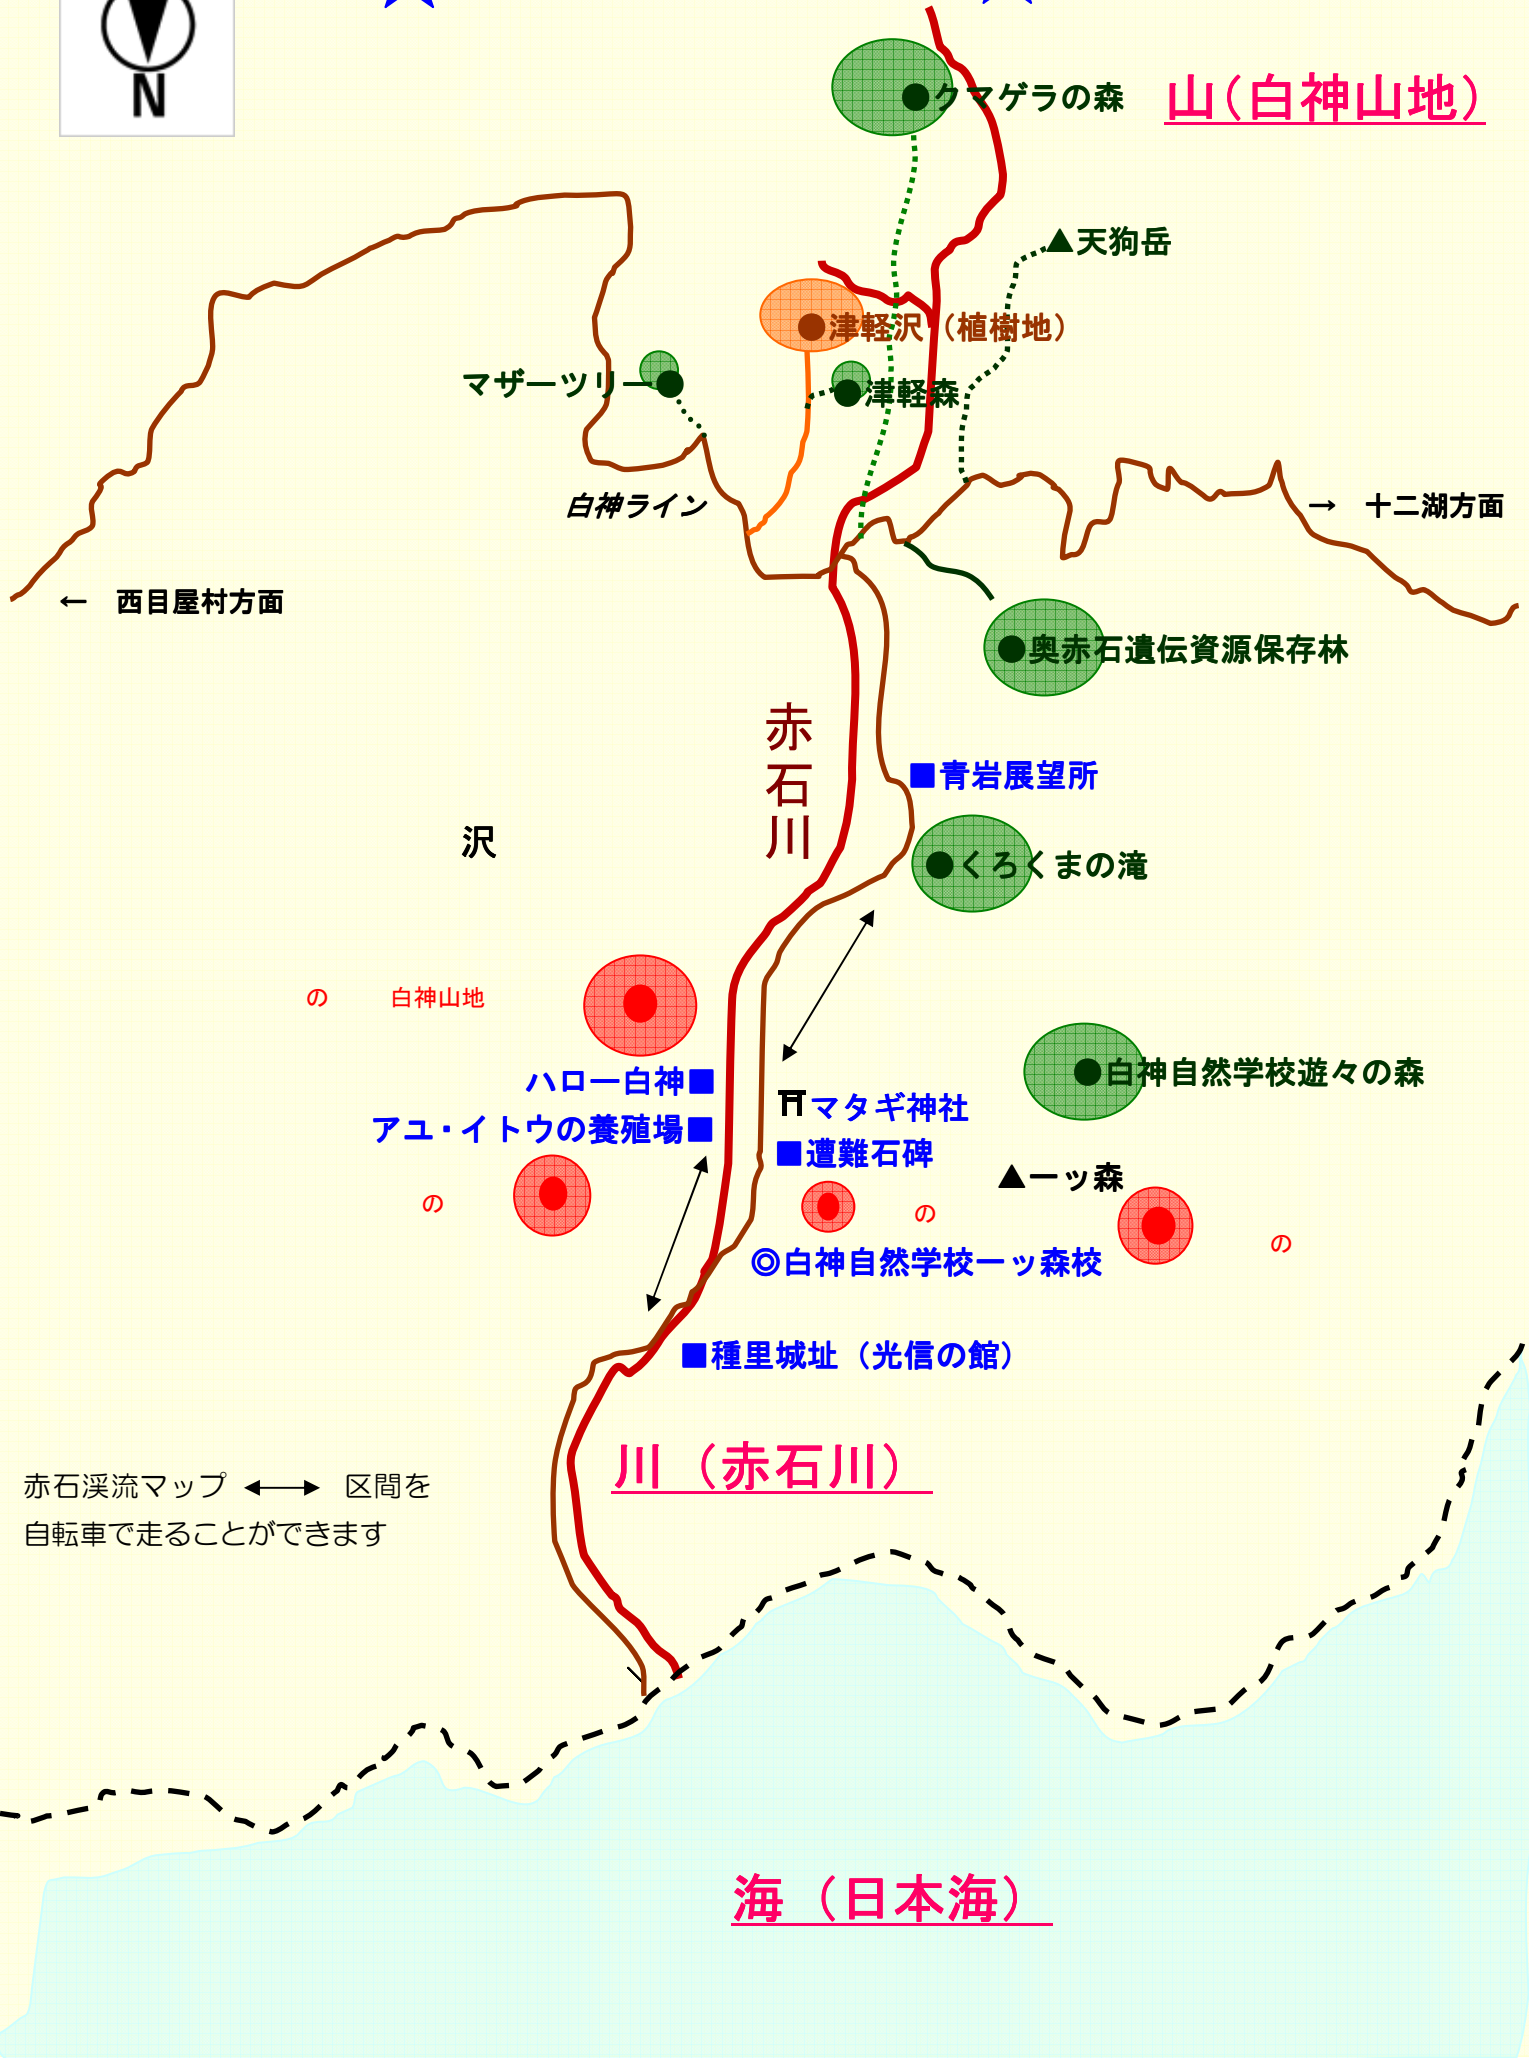 N
クマゲラの森
山(白神山地)
▲天狗岳
津軽沢（植樹地）
マザーツリー
津軽森
白神ライン
→ 十二湖方面
← 西目屋村方面
奥赤石遺伝資源保存林
赤石川
■青岩展望所
沢
くろくまの滝
の 白神山地
ハロー白神■
白神自然学校遊々の森
マタギ神社
アユ・イトウの養殖場■
■遭難石碑
▲一ッ森
の
の
の
◎白神自然学校一ッ森校
■種里城址（光信の館）
川（赤石川）
赤石渓流マップ ←→ 区間を
自転車で走ることができます
海（日本海）